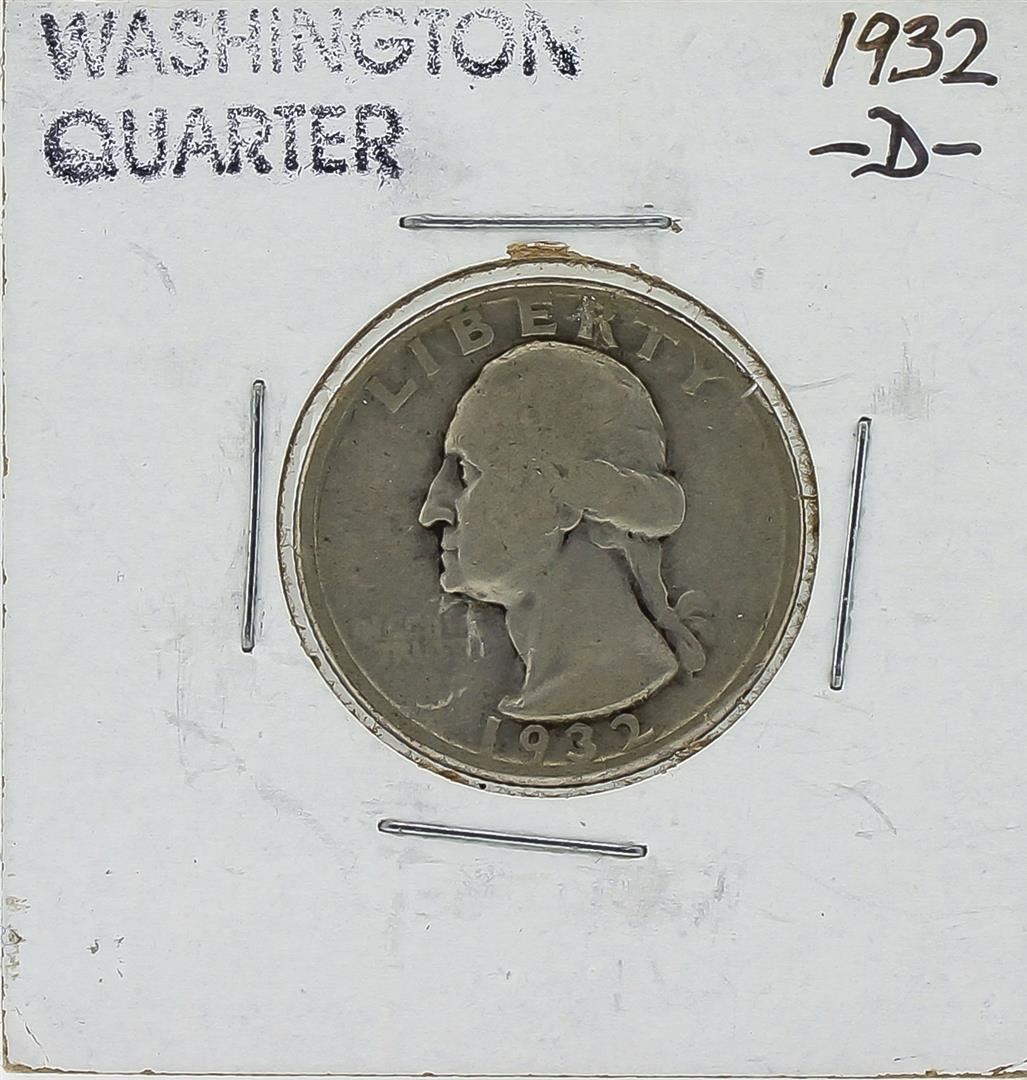 WASHINGTON
QUARTER
1932
-D-
LIBERTY
1932